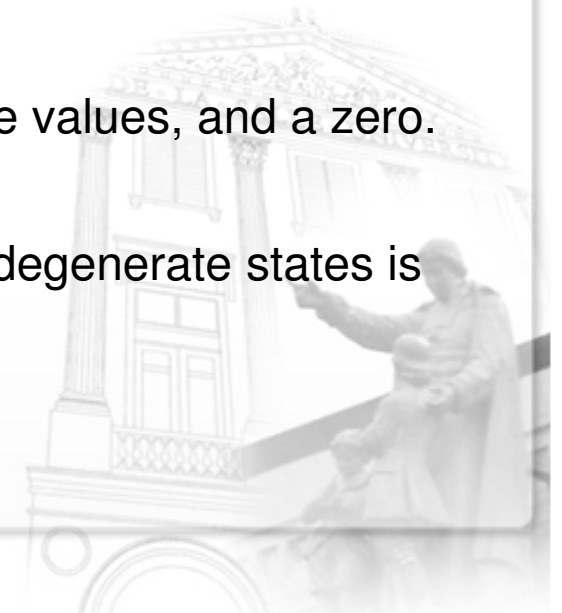 e values, and a zero.
degenerate states is